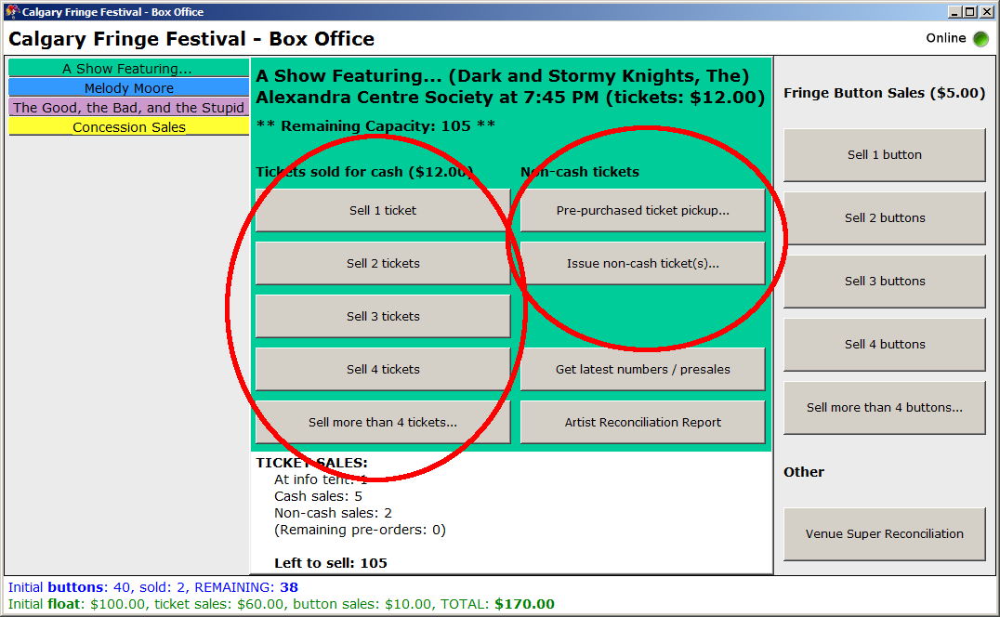 Calgary Fringe Festival - Box Office
Calgary Fringe Festival - Box Office
Online
A Show Featuring...
Melody Moore
The Good, the Bad, and the Stupid
Concession Sales
A Show Featuring... (Dark and Stormy Knights, The)
Alexandra Centre Society at 7:45 PM (tickets: $12.00)
** Remaining Capacity: 105 **
Tickets sold for cash ($12.00)
Sell 1 ticket
Sell 2 tickets
Sell 3 tickets
Sell 4 tickets
Sell more than 4 tickets...
Non-cash tickets
Pre-purchased ticket pickup...
Issue non-cash ticket(s)...
Get latest numbers / presales
Artist Reconciliation Report
TICKET SALES:
At info tent: 1
Cash sales: 5
Non-cash sales: 2
(Remaining pre-orders: 0)
Left to sell: 105
Fringe Button Sales ($5.00)
Sell 1 button
Sell 2 buttons
Sell 3 buttons
Sell 4 buttons
Sell more than 4 buttons...
Other
Venue Super Reconciliation
Initial buttons: 40, sold: 2, REMAINING: 38
Initial float: $100.00, ticket sales: $60.00, button sales: $10.00, TOTAL: $170.00